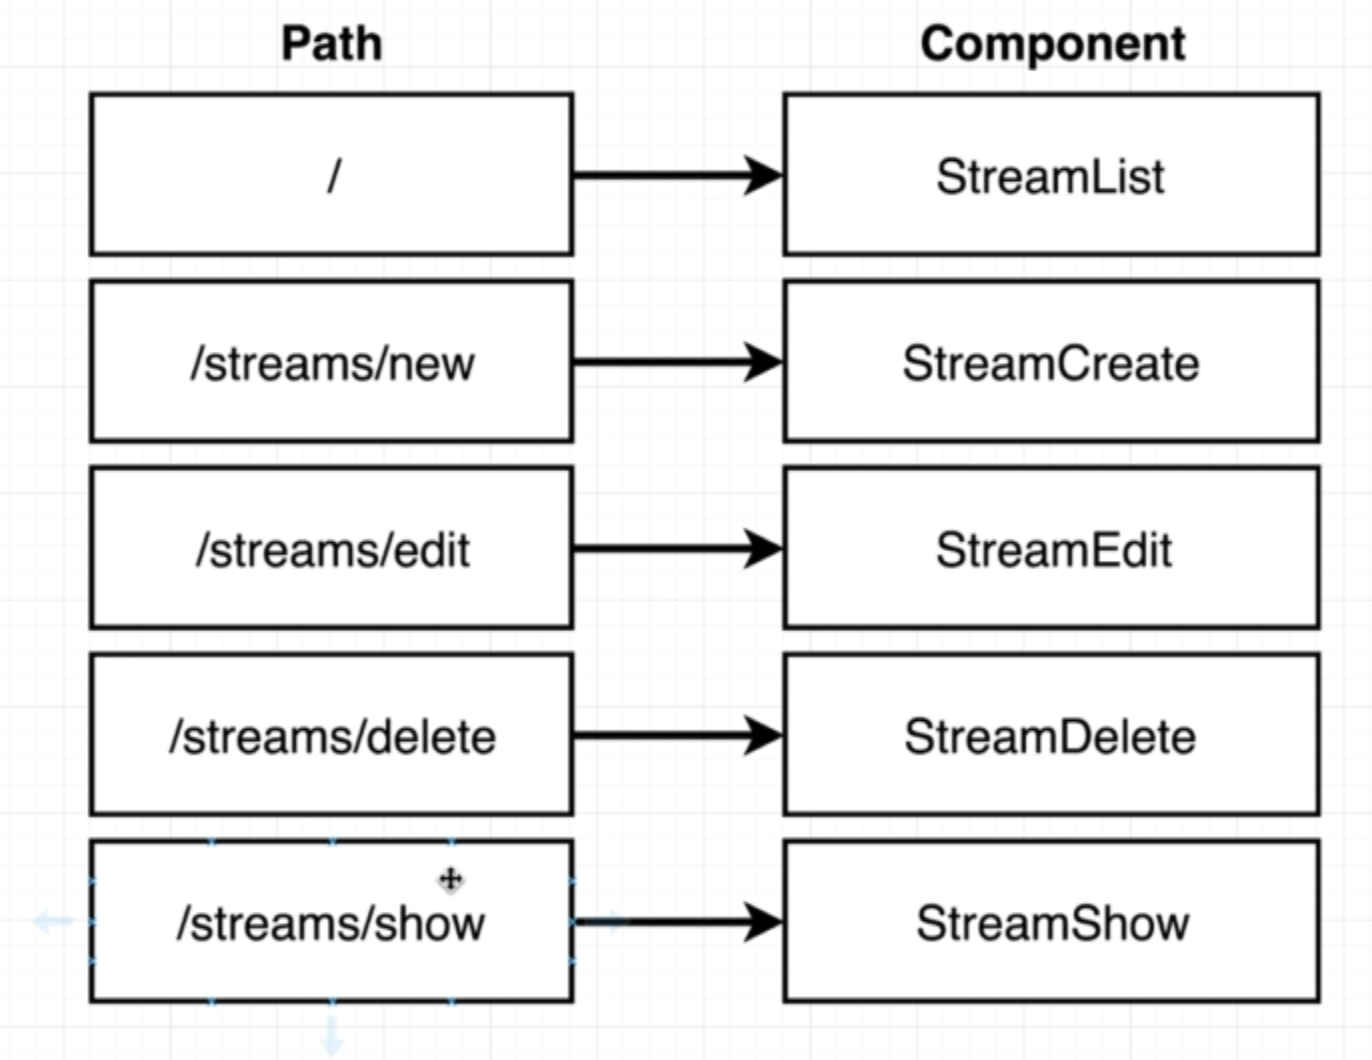 Path Component
/ StreamList
/streams/new StreamCreate
/streams/edit StreamEdit
/streams/delete StreamDelete
/streams/show StreamShow